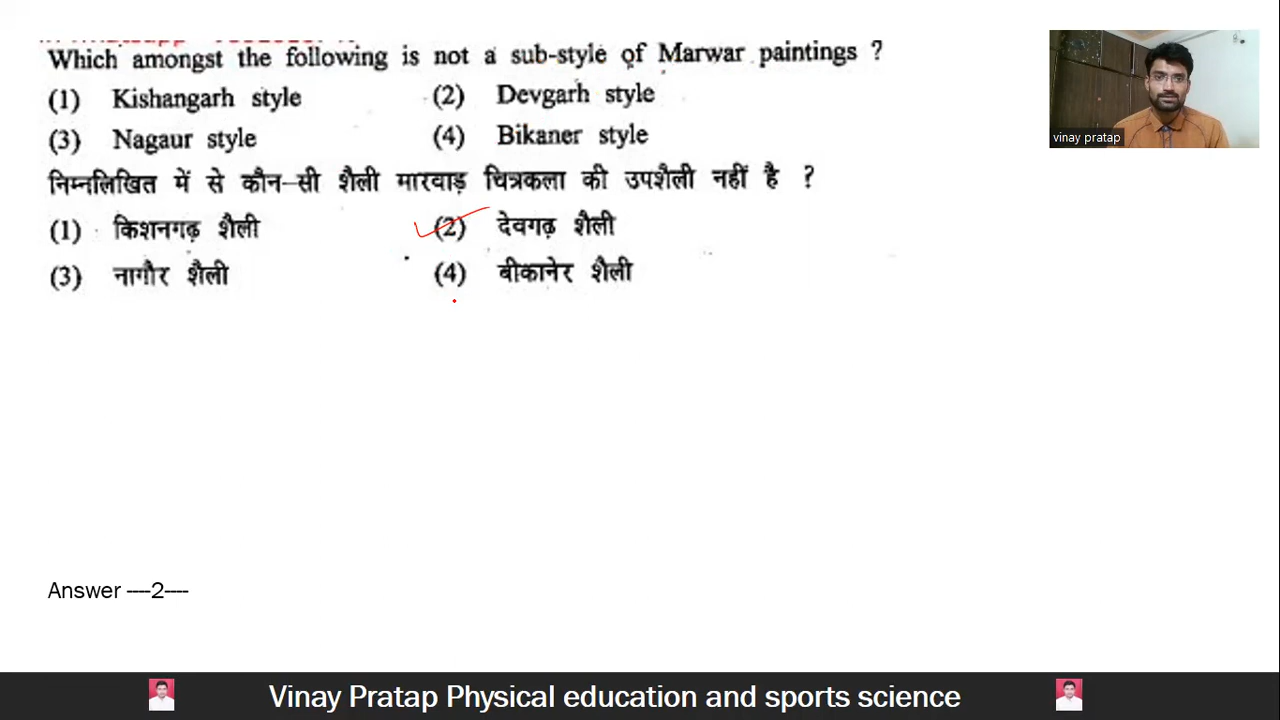 Which amongst the following is not a sub-style of Marwar paintings ?
(1) Kishangarh style (2) Devgarh style
(3) Nagaur style (4) Bikaner style
निम्नलिखित में से कौन–सी शैली मारवाड़ चित्रकला की उपशैली नहीं है ?
(1) किशनगढ़ शैली (2) देवगढ़ शैली
(3) नागौर शैली (4) बीकानेर शैली
vinay pratap
Answer ----2----
Vinay Pratap Physical education and sports science